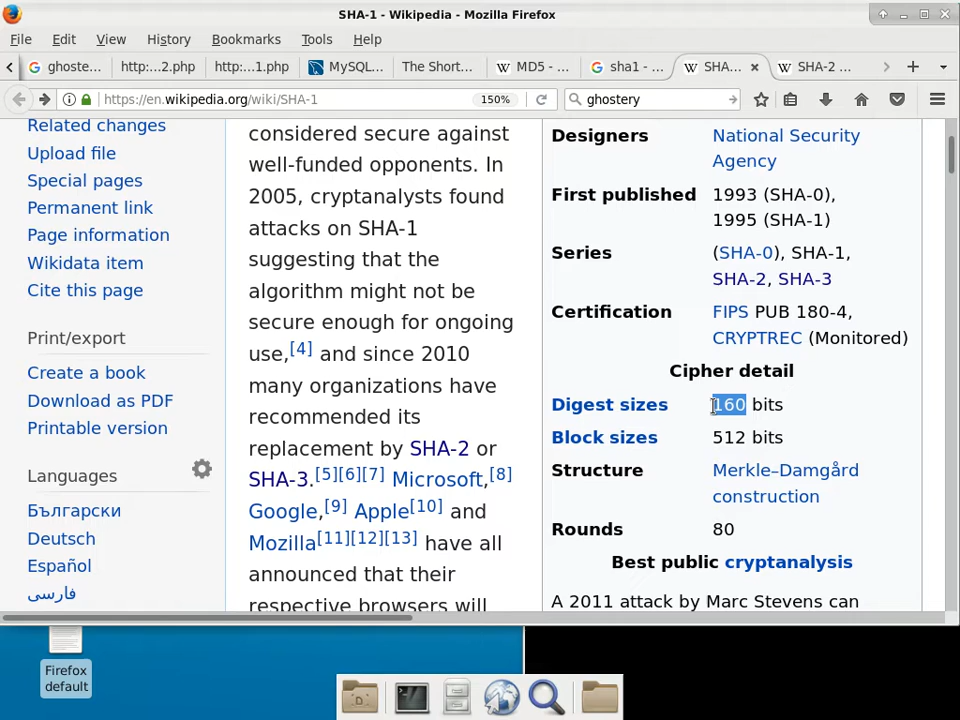 SHA-1 - Wikipedia - Mozilla Firefox
File Edit View History Bookmarks Tools Help
ghoste... http:...2.php http:...1.php MySQL... The Short... MD5 - ... sha1 - ... SHA... SHA-2 ...
https://en.wikipedia.org/wiki/SHA-1 150% ghostery
Related changes
Upload file
Special pages
Permanent link
Page information
Wikidata item
Cite this page
Print/export
Create a book
Download as PDF
Printable version
Languages
Български
Deutsch
Español
فارسی
considered secure against
well-funded opponents. In
2005, cryptanalysts found
attacks on SHA-1
suggesting that the
algorithm might not be
secure enough for ongoing
use,[4] and since 2010
many organizations have
recommended its
replacement by SHA-2 or
SHA-3.[5][6][7] Microsoft,[8]
Google,[9] Apple[10] and
Mozilla[11][12][13] have all
announced that their
respective browsers will
Designers National Security
Agency
First published 1993 (SHA-0),
1995 (SHA-1)
Series (SHA-0), SHA-1,
SHA-2, SHA-3
Certification FIPS PUB 180-4,
CRYPTREC (Monitored)
Cipher detail
Digest sizes 160 bits
Block sizes 512 bits
Structure Merkle–Damgård
construction
Rounds 80
Best public cryptanalysis
A 2011 attack by Marc Stevens can
Firefox
default